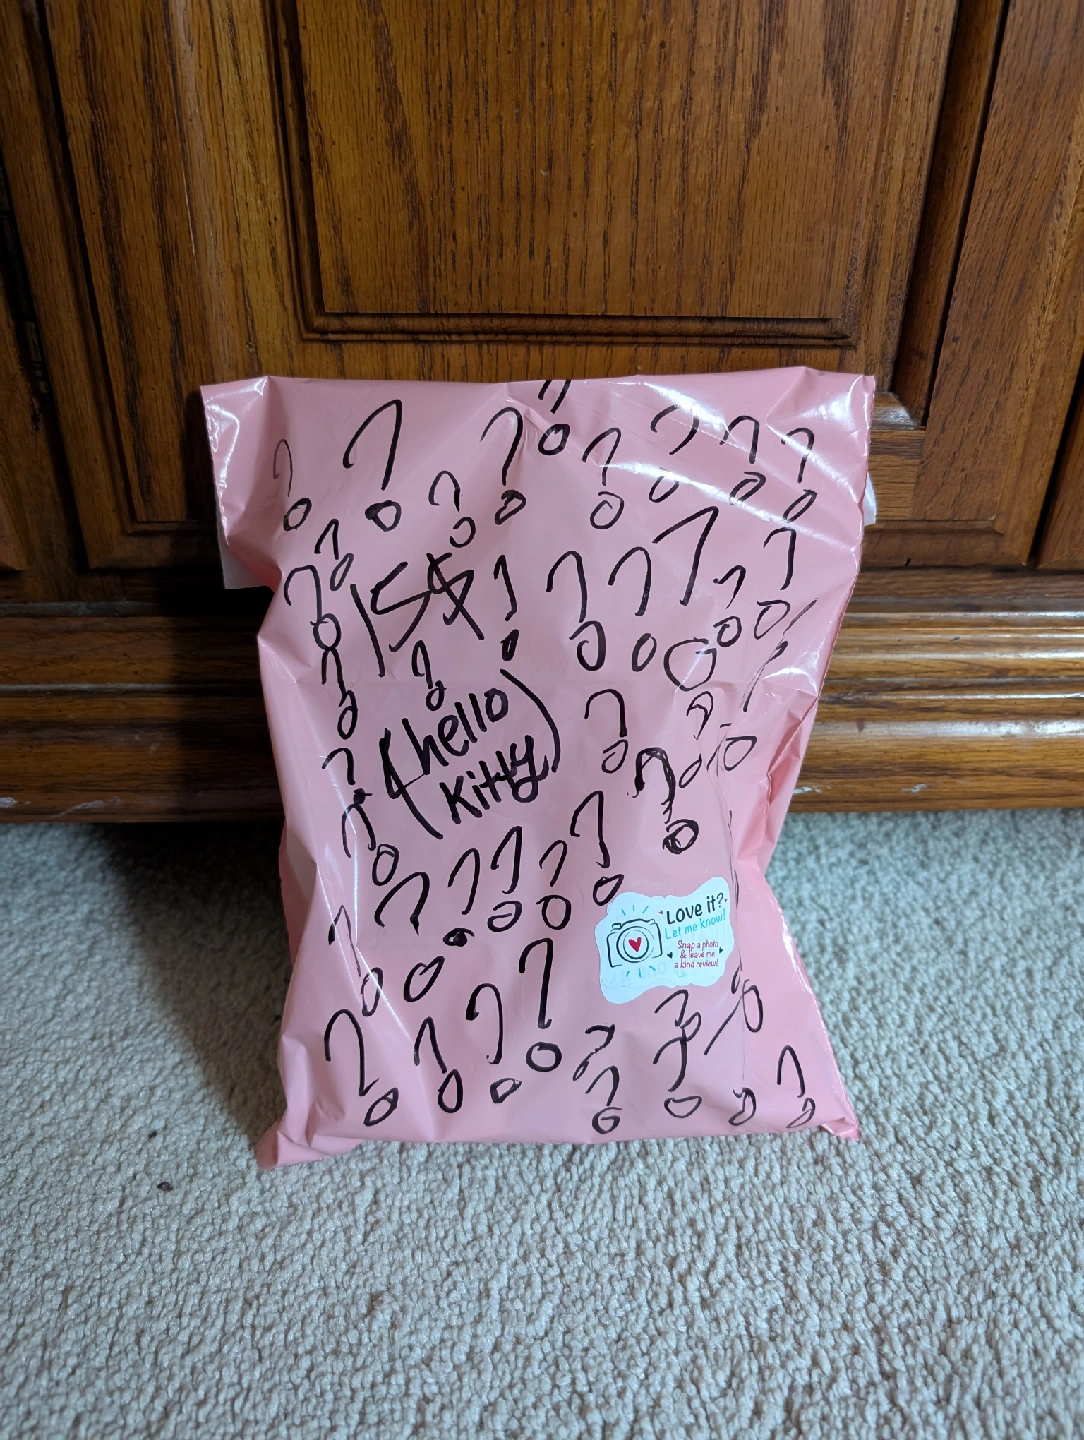 15$
(hello
Kitty)
Love it?
Let me know!
Snap a photo
& leave me
a kind review!